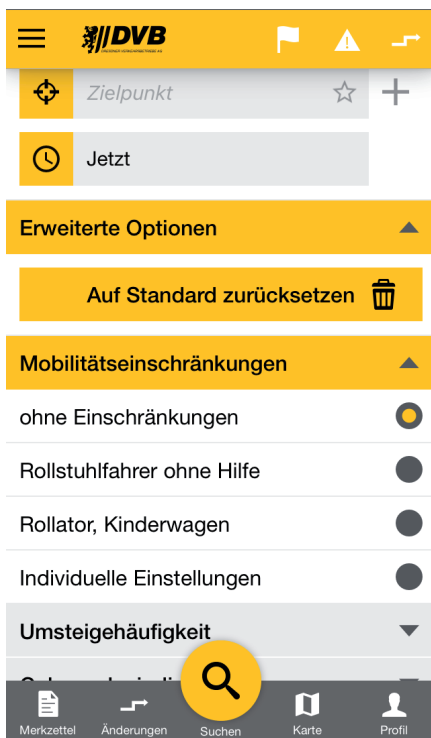 DVB
Zielpunkt
Jetzt
Erweiterte Optionen
Auf Standard zurücksetzen
Mobilitätseinschränkungen
ohne Einschränkungen
Rollstuhlfahrer ohne Hilfe
Rollator, Kinderwagen
Individuelle Einstellungen
Umsteigehäufigkeit
Merkzettel Änderungen Suchen Karte Profil